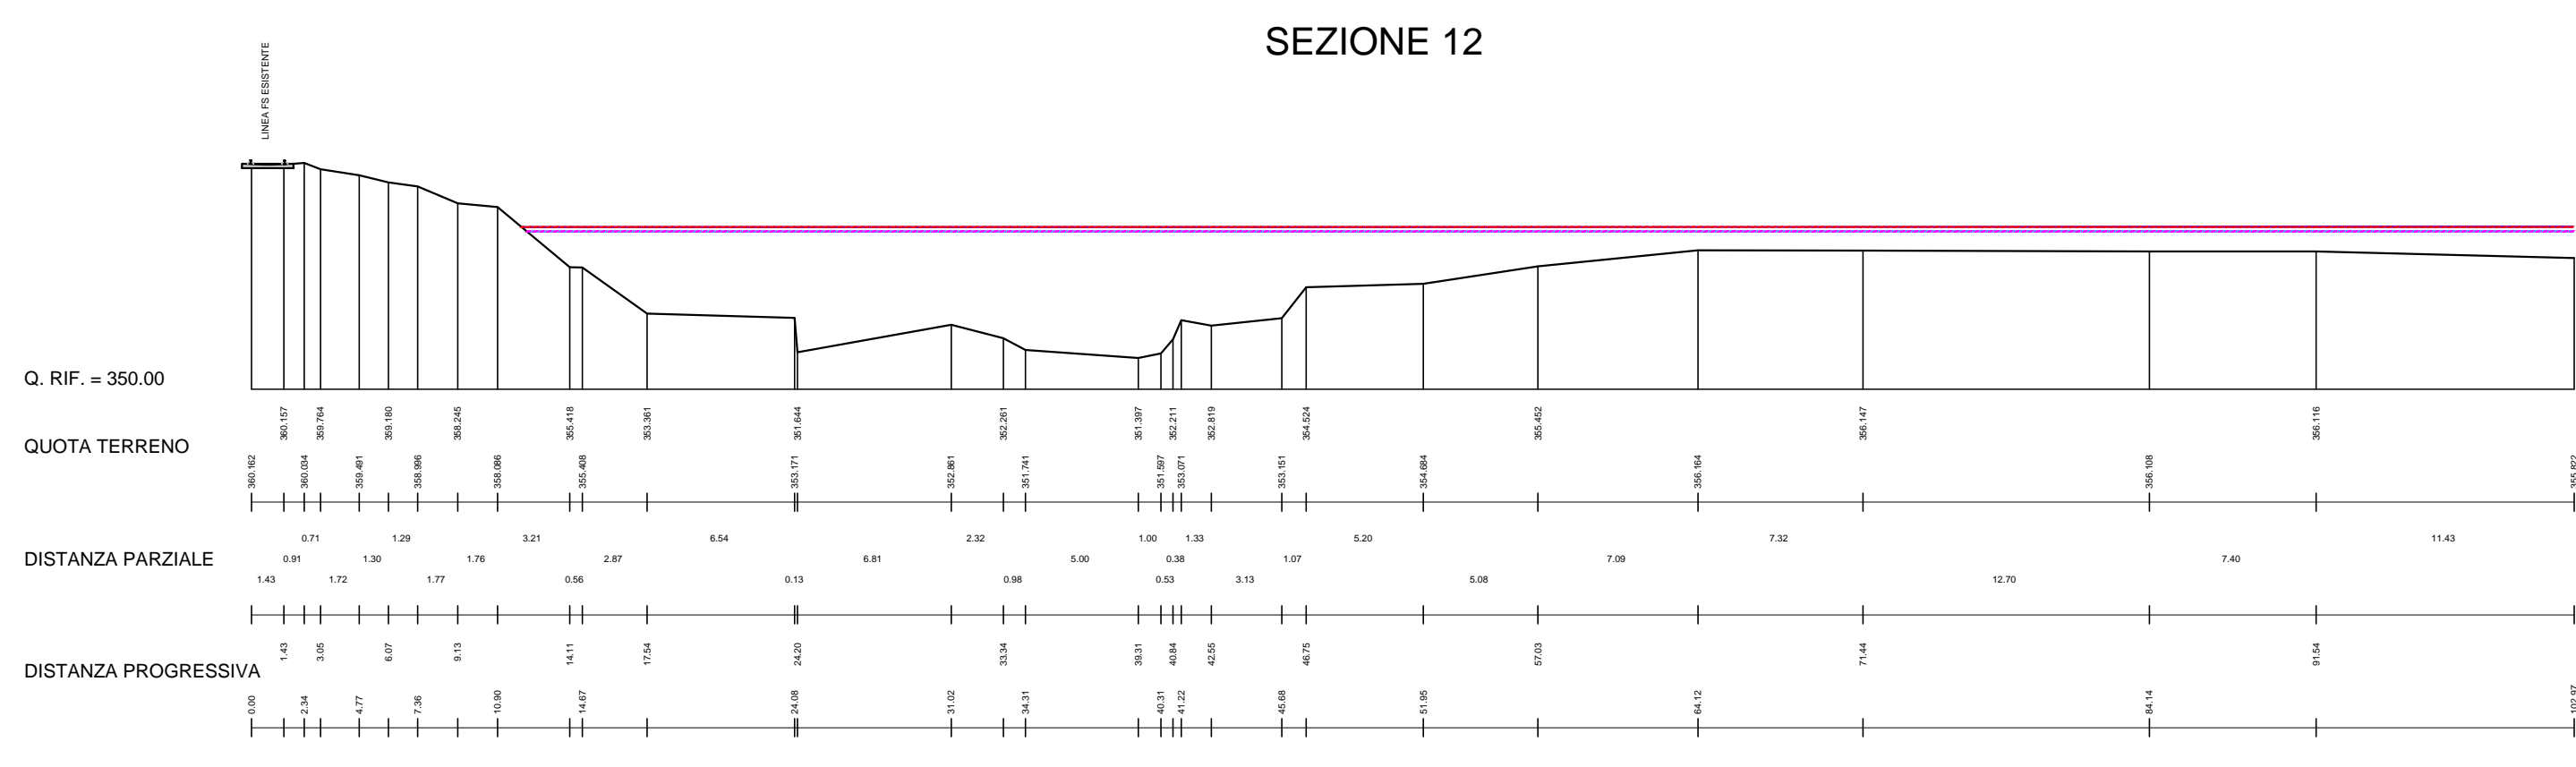 SEZIONE 12
LINEA FS ESISTENTE
Q. RIF. = 350.00
360.157 359.764 359.180 358.245 355.418 353.361 351.644 352.261 351.397 352.211 352.819 354.524 355.452 356.147 356.116
QUOTA TERRENO
360.162 360.034 359.491 358.996 358.086 355.408 353.171 352.861 351.741 351.597 353.071 353.151 354.684 356.164 356.108 355.822
0.71 1.29 3.21 6.54 2.32 1.00 1.33 5.20 7.32 11.43
DISTANZA PARZIALE
0.91 1.30 1.76 2.87 6.81 5.00 0.38 1.07 7.09 7.40
1.43 1.72 1.77 0.56 0.13 0.98 0.53 3.13 5.08 12.70
1.43 3.05 6.07 9.13 14.11 17.54 24.20 33.34 39.31 40.84 42.55 46.75 57.03 71.44 91.54
DISTANZA PROGRESSIVA
0.00 2.34 4.77 7.36 10.90 14.67 24.08 31.02 34.31 40.31 41.22 45.68 51.95 64.12 84.14 102.97